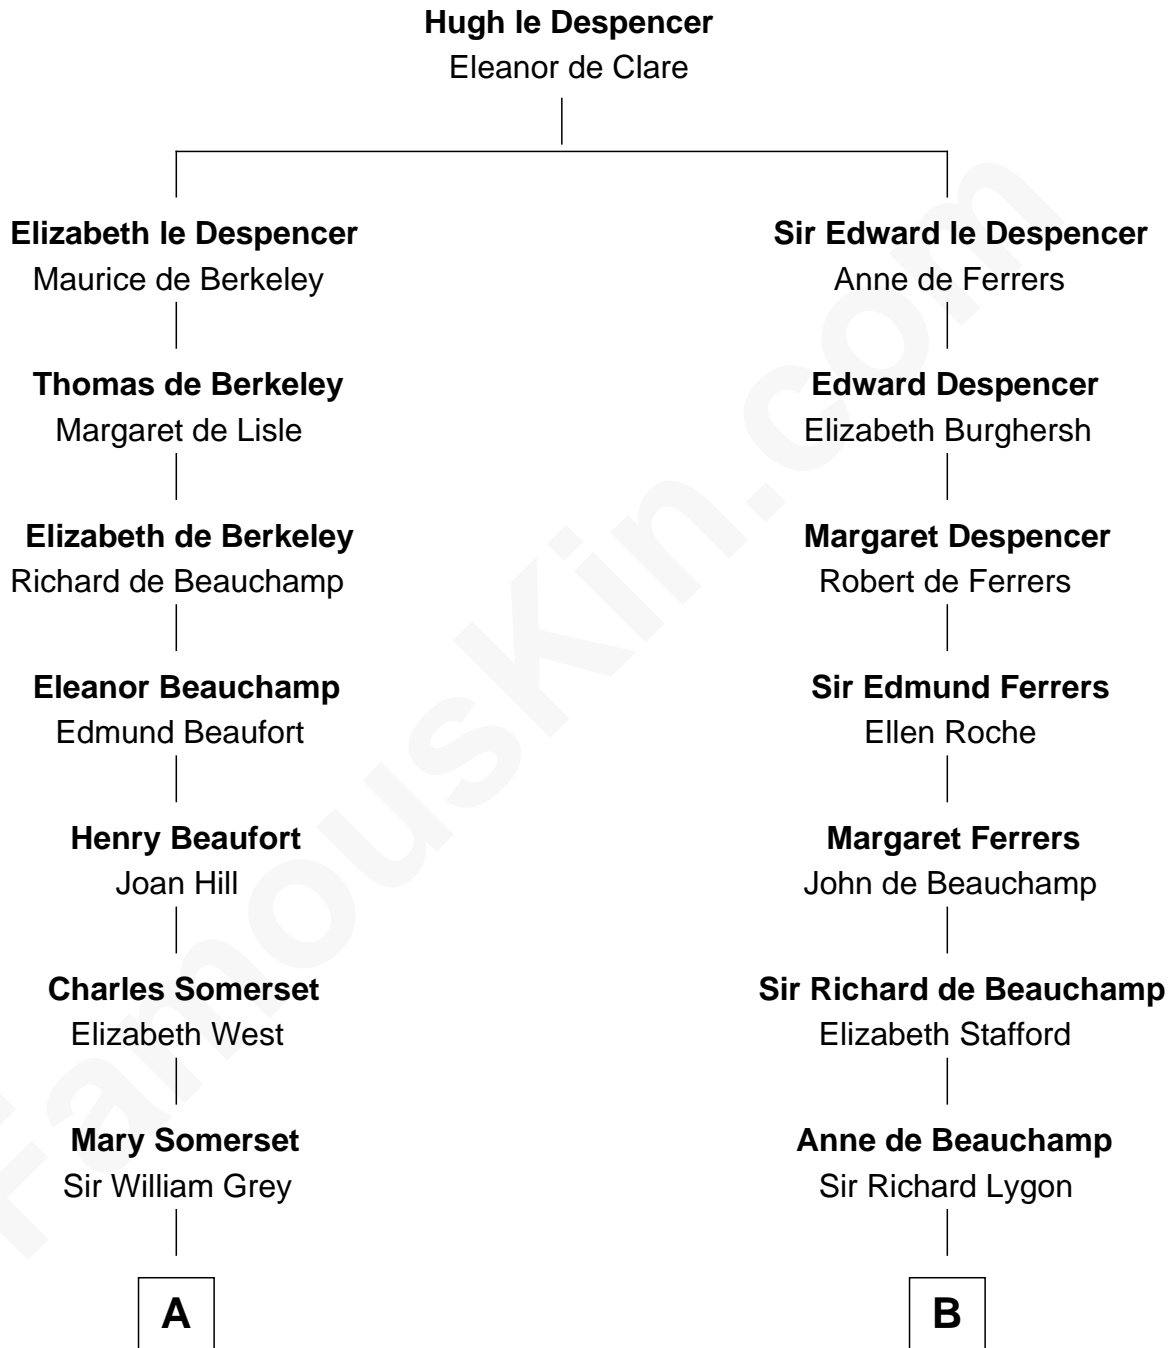 Hugh le Despencer
Eleanor de Clare
Elizabeth le Despencer
Maurice de Berkeley
Sir Edward le Despencer
Anne de Ferrers
Thomas de Berkeley
Margaret de Lisle
Edward Despencer
Elizabeth Burghersh
Elizabeth de Berkeley
Richard de Beauchamp
Margaret Despencer
Robert de Ferrers
Eleanor Beauchamp
Edmund Beaufort
Sir Edmund Ferrers
Ellen Roche
Henry Beaufort
Joan Hill
Margaret Ferrers
John de Beauchamp
Charles Somerset
Elizabeth West
Sir Richard de Beauchamp
Elizabeth Stafford
Mary Somerset
Sir William Grey
Anne de Beauchamp
Sir Richard Lygon
A
B
FamousKin.com